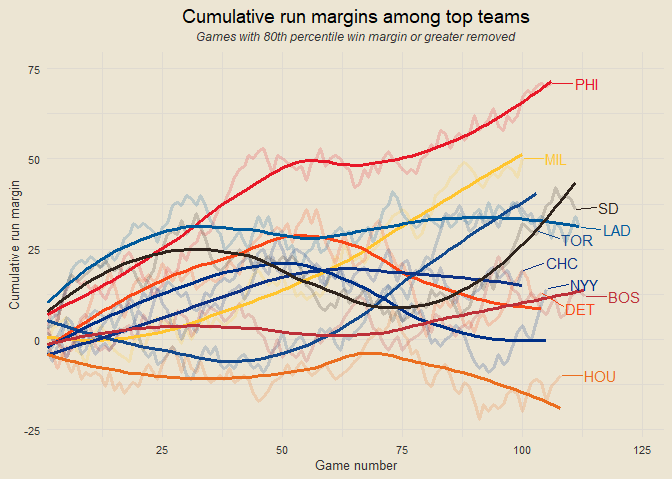 Cumulative run margins among top teams
Games with 80th percentile win margin or greater removed
75
PHI
50
MIL
SD
25
LAD
TOR
CHC
NYY
BOS
DET
0
HOU
-25
25
50
75
100
125
Cumulative run margin
Game number